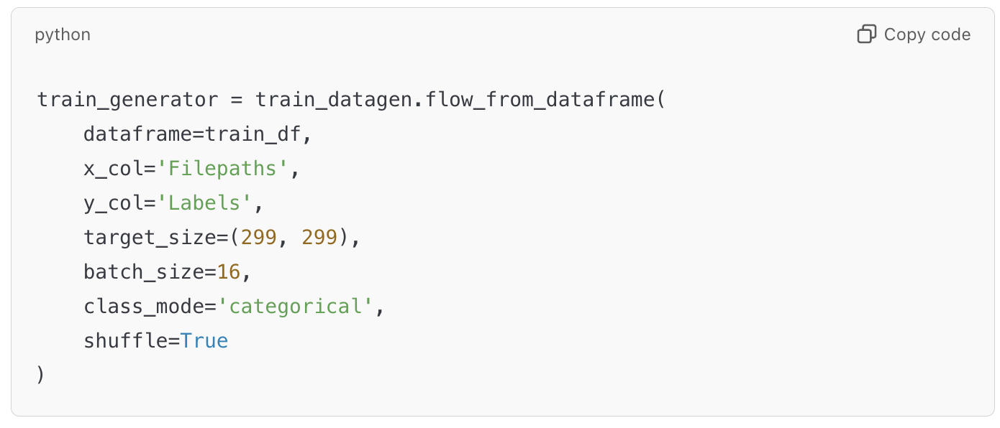 python
Copy code
train_generator = train_datagen.flow_from_dataframe(
    dataframe=train_df,
    x_col='Filepaths',
    y_col='Labels',
    target_size=(299, 299),
    batch_size=16,
    class_mode='categorical',
    shuffle=True
)